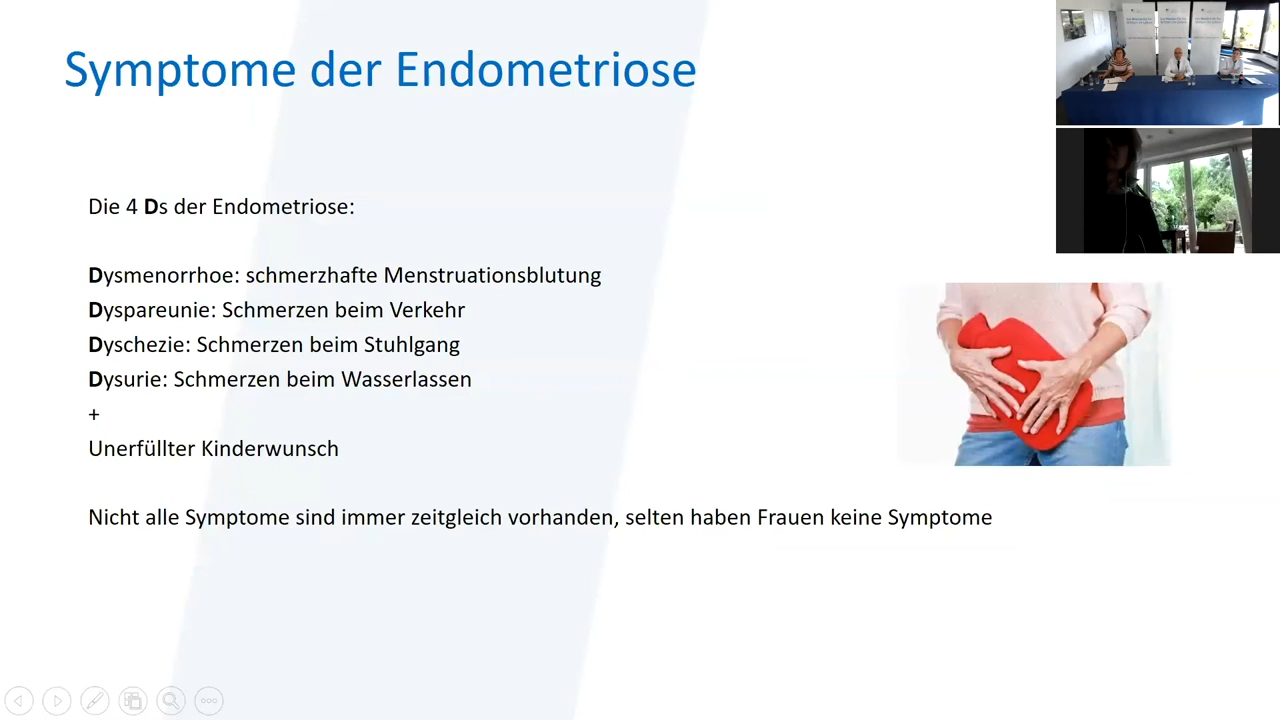 Symptome der Endometriose
Die 4 Ds der Endometriose:
Dysmenorrhoe: schmerzhafte Menstruationsblutung
Dyspareunie: Schmerzen beim Verkehr
Dyschezie: Schmerzen beim Stuhlgang
Dysurie: Schmerzen beim Wasserlassen
+
Unerfüllter Kinderwunsch
Nicht alle Symptome sind immer zeitgleich vorhanden, selten haben Frauen keine Symptome